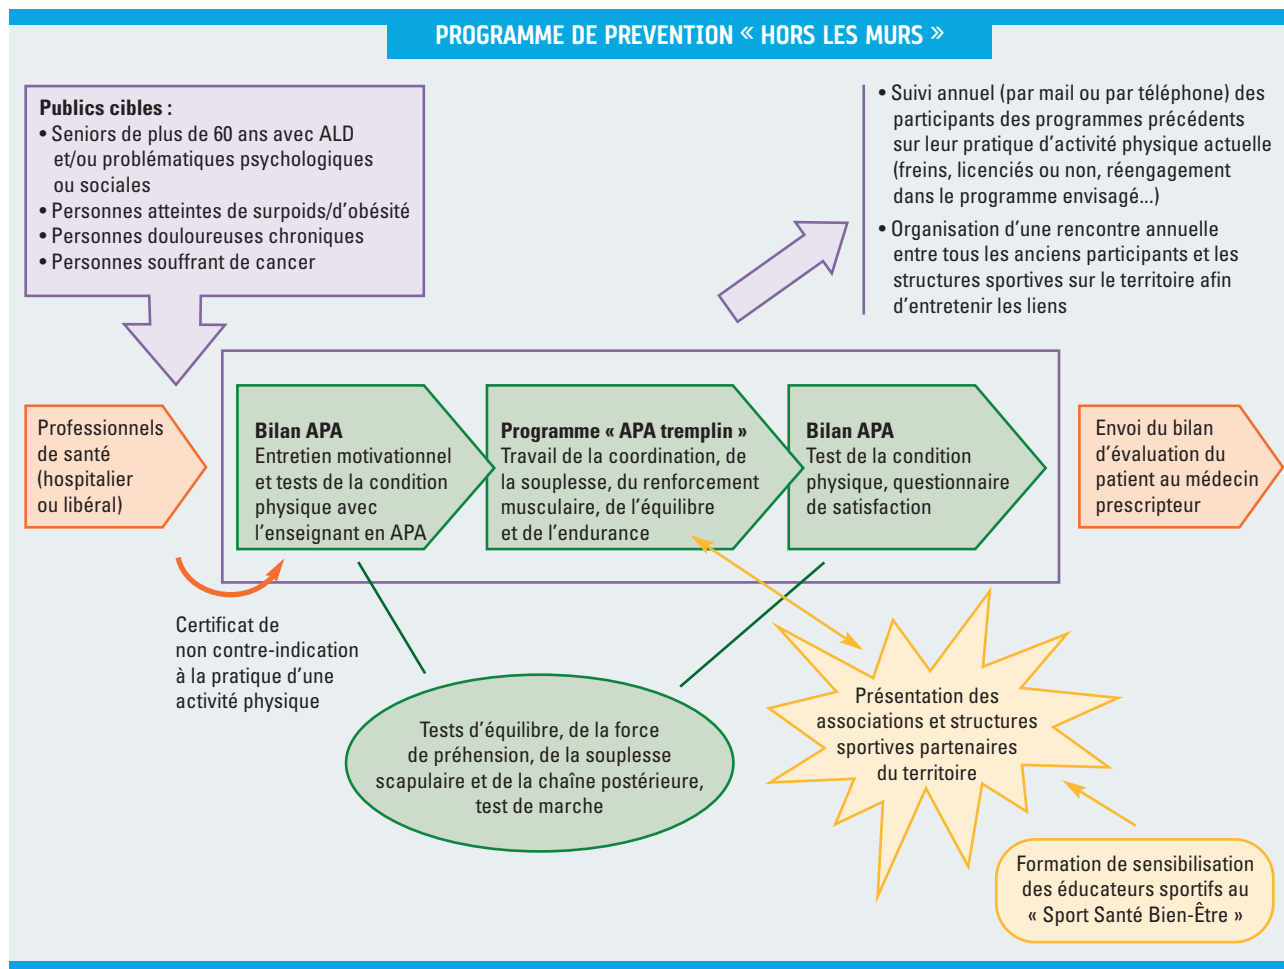 PROGRAMME DE PREVENTION « HORS LES MURS »
Publics cibles :
• Seniors de plus de 60 ans avec ALD
et/ou problématiques psychologiques
ou sociales
• Personnes atteintes de surpoids/d'obésité
• Personnes douloureuses chroniques
• Personnes souffrant de cancer
• Suivi annuel (par mail ou par téléphone) des
participants des programmes précédents
sur leur pratique d'activité physique actuelle
(freins, licenciés ou non, réengagement
dans le programme envisagé...)
• Organisation d'une rencontre annuelle
entre tous les anciens participants et les
structures sportives sur le territoire afin
d'entretenir les liens
Professionnels
de santé
(hospitalier
ou libéral)
Bilan APA
Entretien motivationnel
et tests de la condition
physique avec
l'enseignant en APA
Programme « APA tremplin »
Travail de la coordination, de
la souplesse, du renforcement
musculaire, de l'équilibre
et de l'endurance
Bilan APA
Test de la condition
physique, questionnaire
de satisfaction
Envoi du bilan
d'évaluation du
patient au médecin
prescripteur
Certificat de
non contre-indication
à la pratique d'une
activité physique
Tests d'équilibre, de la force
de préhension, de la souplesse
scapulaire et de la chaîne postérieure,
test de marche
Présentation des
associations et structures
sportives partenaires
du territoire
Formation de sensibilisation
des éducateurs sportifs au
« Sport Santé Bien-Être »